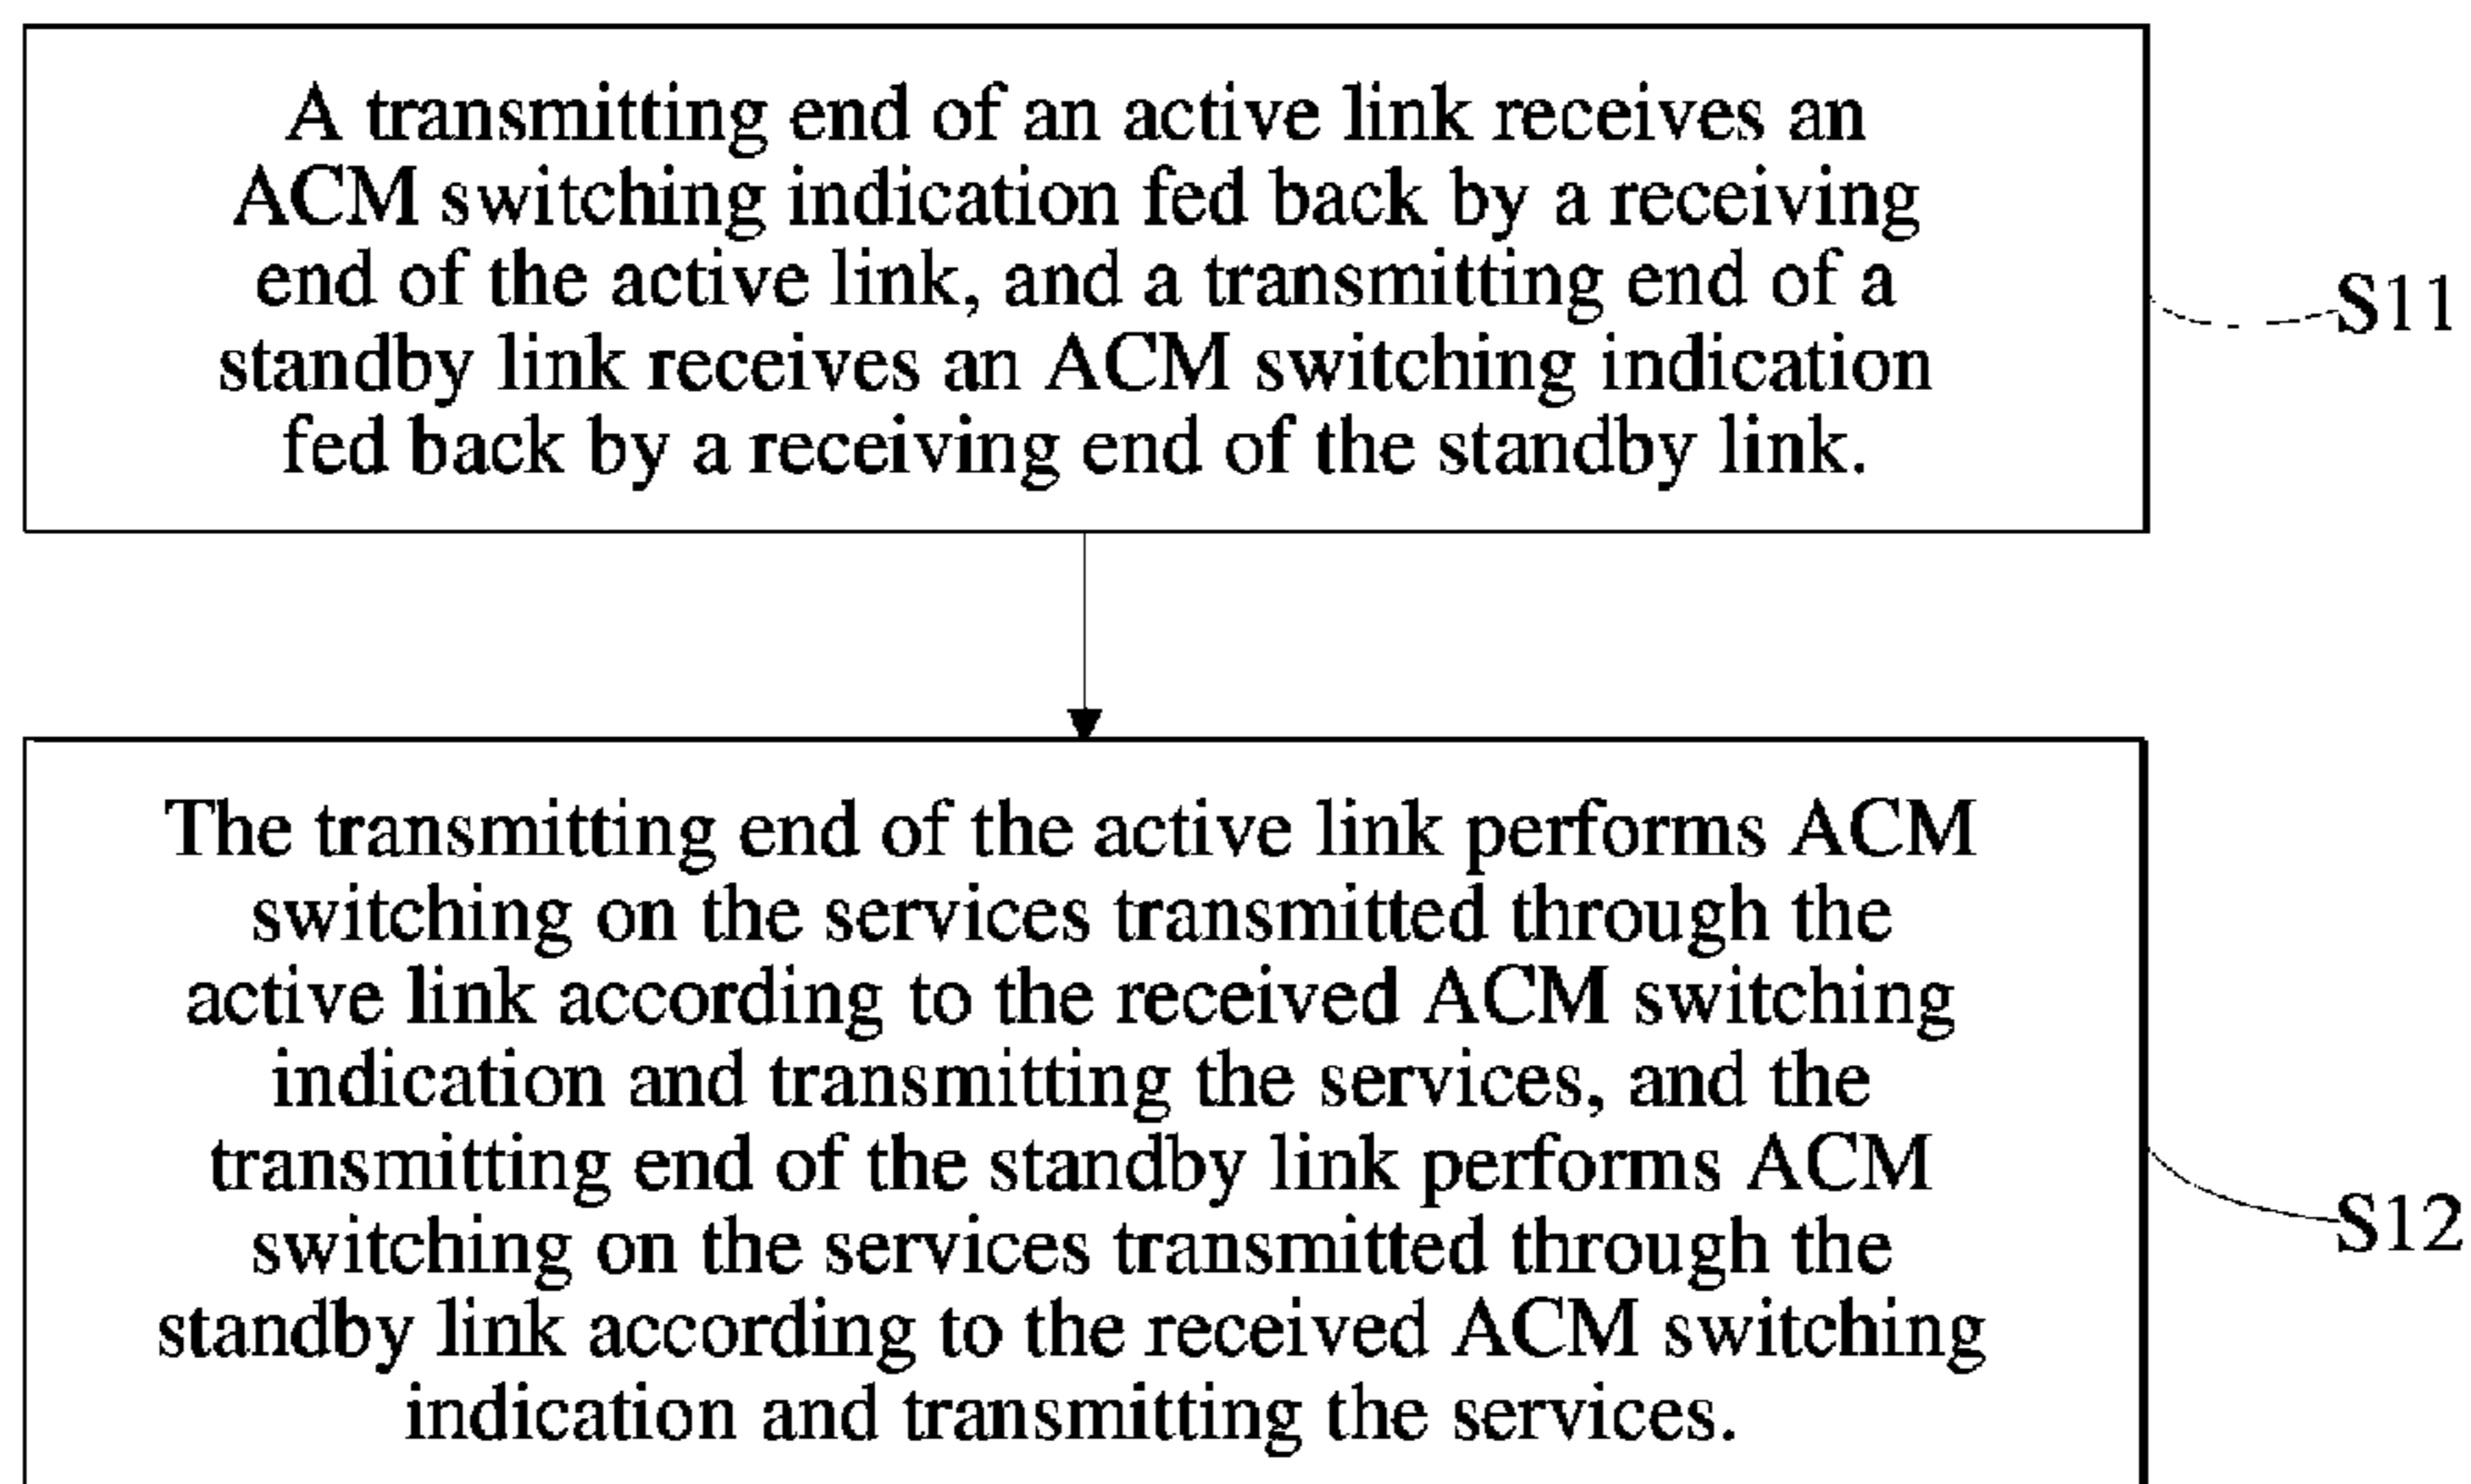 A transmitting end of an active link receives an
ACM switching indication fed back by a receiving
end of the active link, and a transmitting end of a
standby link receives an ACM switching indication
fed back by a receiving end of the standby link.
S11
The transmitting end of the active link performs ACM
switching on the services transmitted through the
active link according to the received ACM switching
indication and transmitting the services, and the
transmitting end of the standby link performs ACM
switching on the services transmitted through the
standby link according to the received ACM switching
indication and transmitting the services.
S12